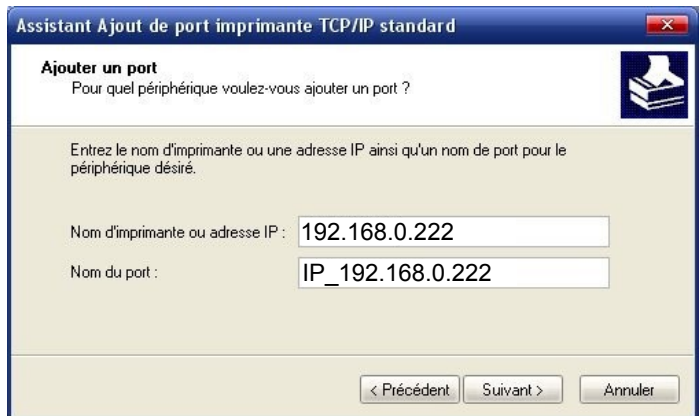 Assistant Ajout de port imprimante TCP/IP standard
Ajouter un port
Pour quel périphérique voulez-vous ajouter un port ?
Entrez le nom d'imprimante ou une adresse IP ainsi qu'un nom de port pour le
périphérique désiré.
Nom d'imprimante ou adresse IP : 192.168.0.222
Nom du port : IP_192.168.0.222
< Précédent Suivant > Annuler